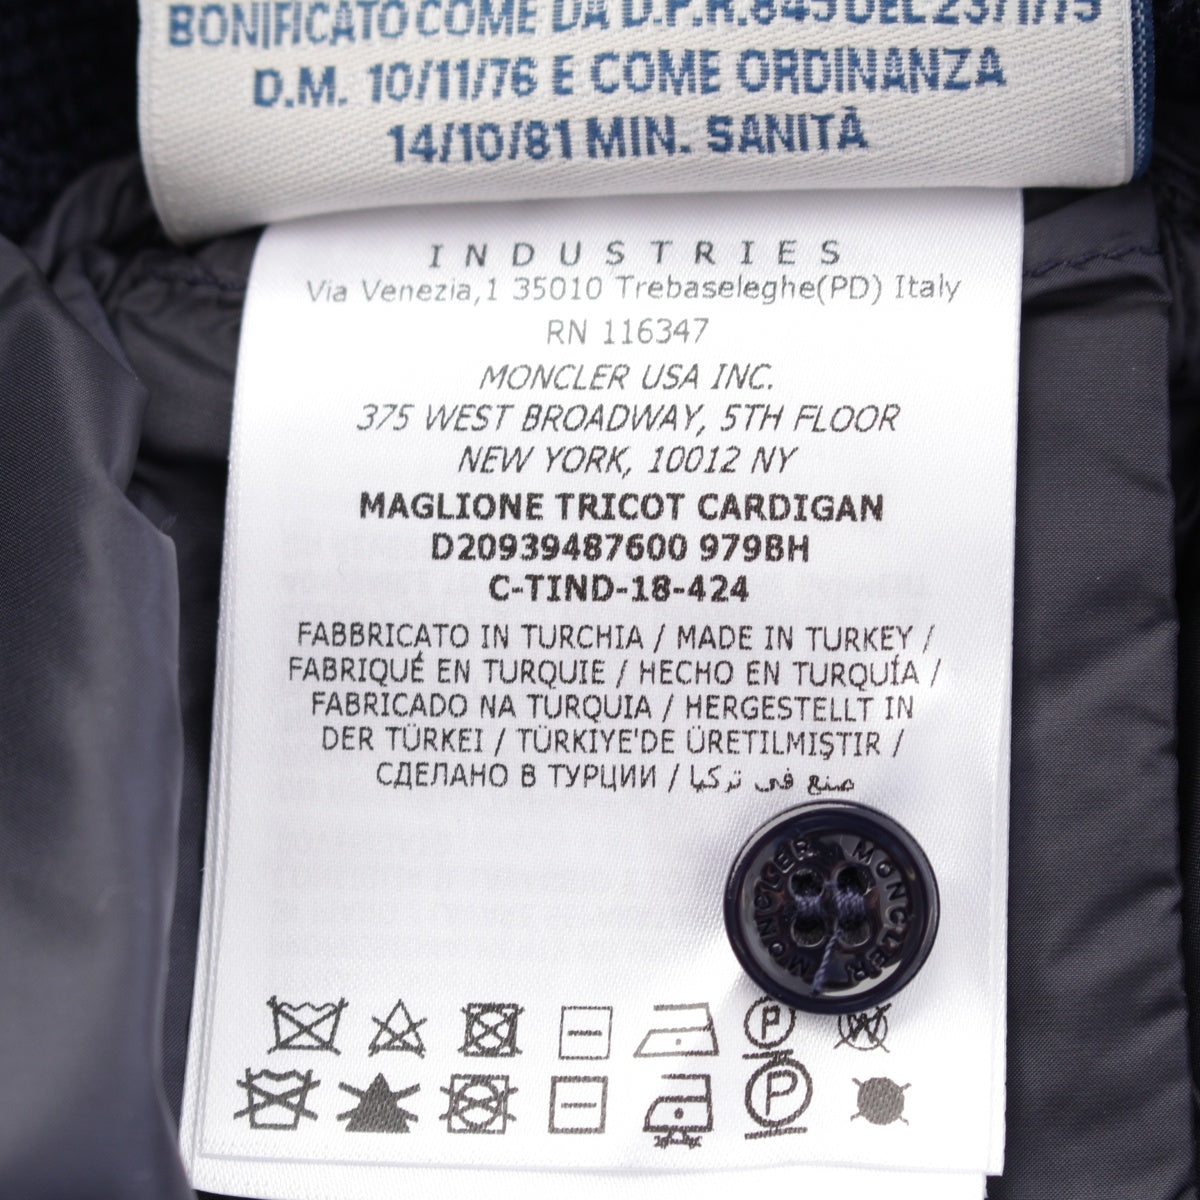 BONIFICATO COME DA D.P.R. 845 DEL 23/1/75
D.M. 10/11/76 E COME ORDINANZA
14/10/81 MIN. SANITÀ
INDUSTRIES
Via Venezia,1 35010 Trebaseleghe(PD) Italy
RN 116347
MONCLER USA INC.
375 WEST BROADWAY, 5TH FLOOR
NEW YORK, 10012 NY
MAGLIONE TRICOT CARDIGAN
D20939487600 979BH
C-TIND-18-424
FABBRICATO IN TURCHIA / MADE IN TURKEY /
FABRIQUÉ EN TURQUIE / HECHO EN TURQUÍA /
FABRICADO NA TURQUIA / HERGESTELLT IN
DER TÜRKEI / TÜRKIYE'DE ÜRETILMIŞTIR /
СДЕЛАНО В ТУРЦИИ / صنع في تركيا
MONCLER MONCLER
P W
P